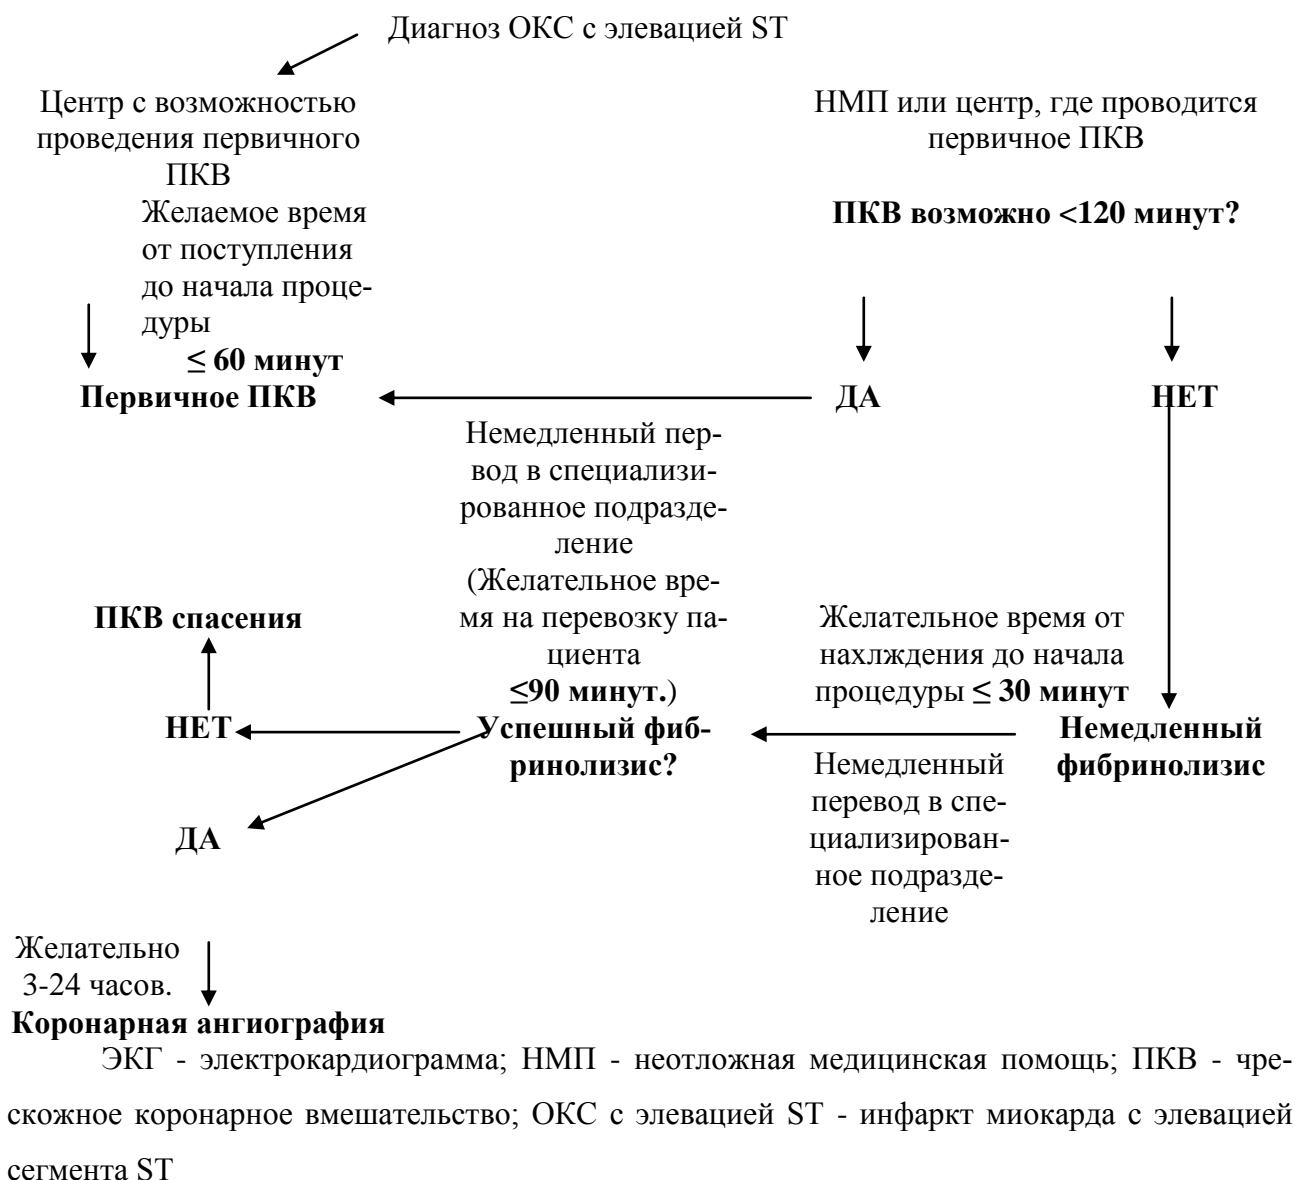 Диагноз ОКС с элевацией ST
Центр с возможностью
проведения первичного
ПКВ
НМП или центр, где проводится
первичное ПКВ
Желаемое время
от поступления
до начала проце-
дуры
≤ 60 минут
ПКВ возможно <120 минут?
Первичное ПКВ
ДА
НЕТ
Немедленный пер-
вод в специализи-
рованное подразде-
ление
(Желательное вре-
мя на перевозку па-
циента
≤90 минут.)
ПКВ спасения
Желательное время от
нахлждения до начала
процедуры ≤ 30 минут
НЕТ
Успешный фиб-
ринолизис?
Немедленный
фибринолизис
Немедленный
перевод в спе-
циализирован-
ное подразде-
ление
ДА
Желательно
3-24 часов.
Коронарная ангиография
ЭКГ - электрокардиограмма; НМП - неотложная медицинская помощь; ПКВ - чре-
скожное коронарное вмешательство; ОКС с элевацией ST - инфаркт миокарда с элевацией
сегмента ST